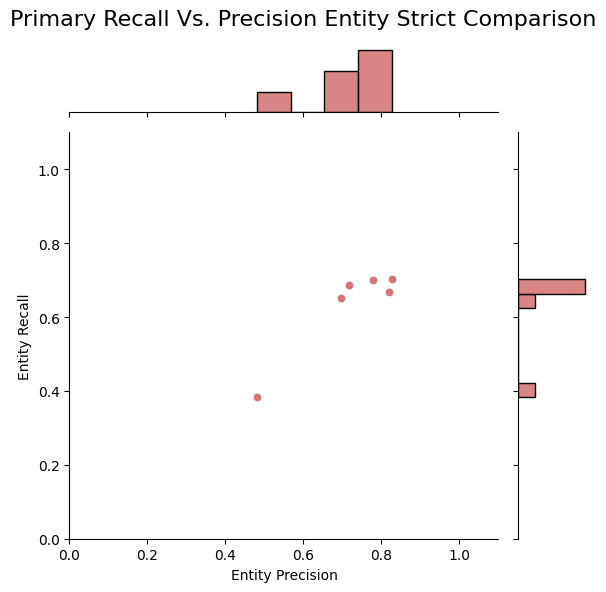 Primary Recall Vs. Precision Entity Strict Comparison
1.0
0.8
0.6
0.4
0.2
0.0
Entity Recall
0.0 0.2 0.4 0.6 0.8 1.0
Entity Precision